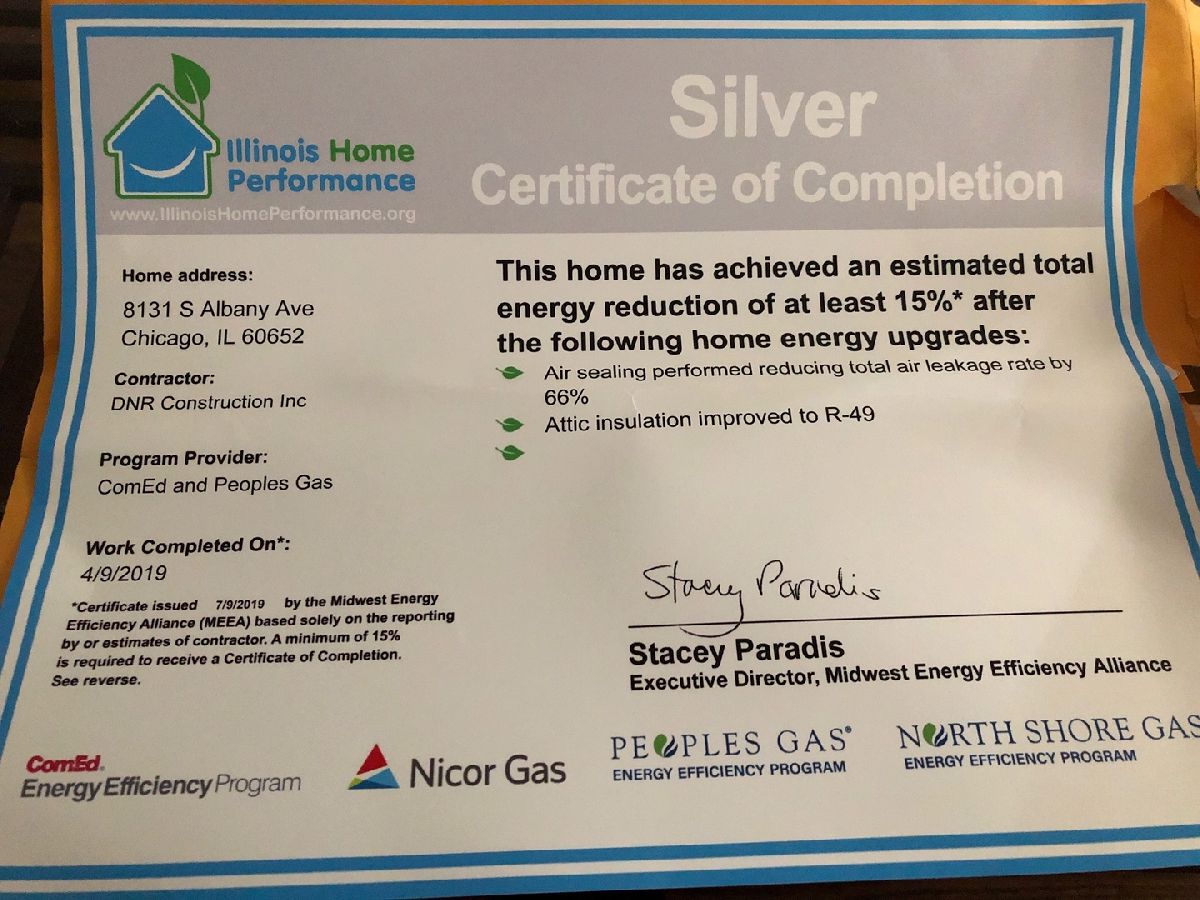 Illinois Home
Performance
www.IllinoisHomePerformance.org
Silver
Certificate of Completion
Home address:
8131 S Albany Ave
Chicago, IL 60652
Contractor:
DNR Construction Inc
Program Provider:
ComEd and Peoples Gas
Work Completed On*:
4/9/2019
*Certificate issued 7/9/2019 by the Midwest Energy
Efficiency Alliance (MEEA) based solely on the reporting
by or estimates of contractor. A minimum of 15%
is required to receive a Certificate of Completion.
See reverse.
This home has achieved an estimated total
energy reduction of at least 15%* after
the following home energy upgrades:
Air sealing performed reducing total air leakage rate by
66%
Attic insulation improved to R-49
Stacey Paradis
Stacey Paradis
Executive Director, Midwest Energy Efficiency Alliance
ComEd.
Energy Efficiency Program
Nicor Gas
PEOPLES GAS®
ENERGY EFFICIENCY PROGRAM
NORTH SHORE GAS
ENERGY EFFICIENCY PROGRAM